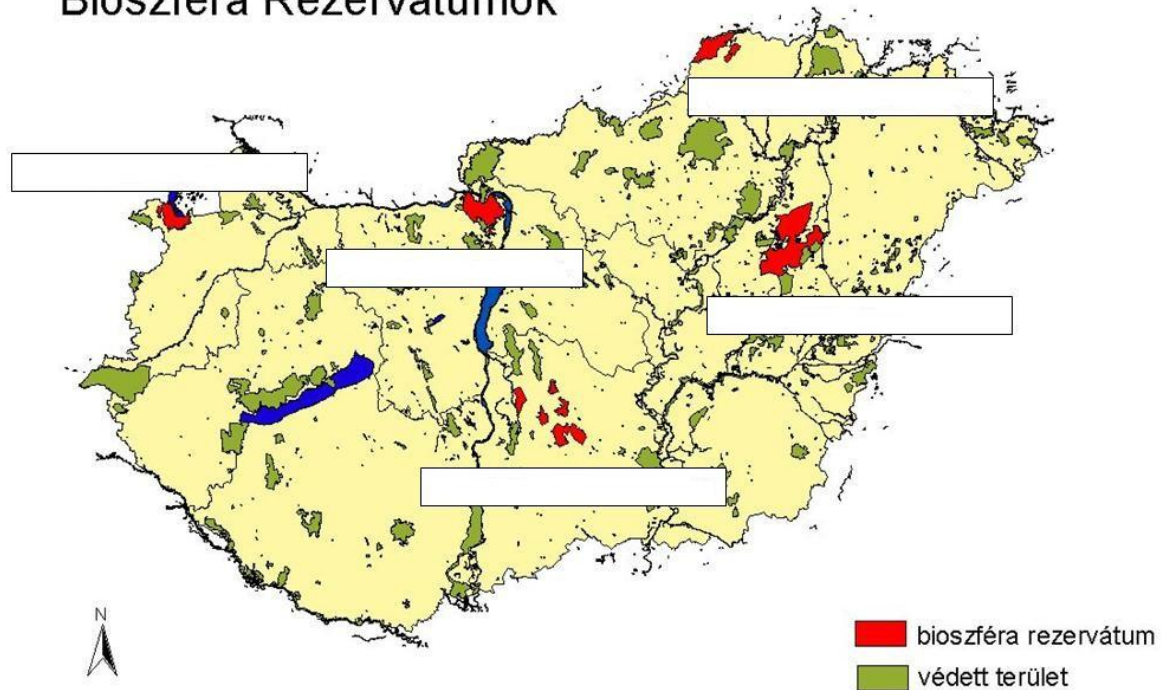 Bioszféra Rezervátumok
N
bioszféra rezervátum
védett terület